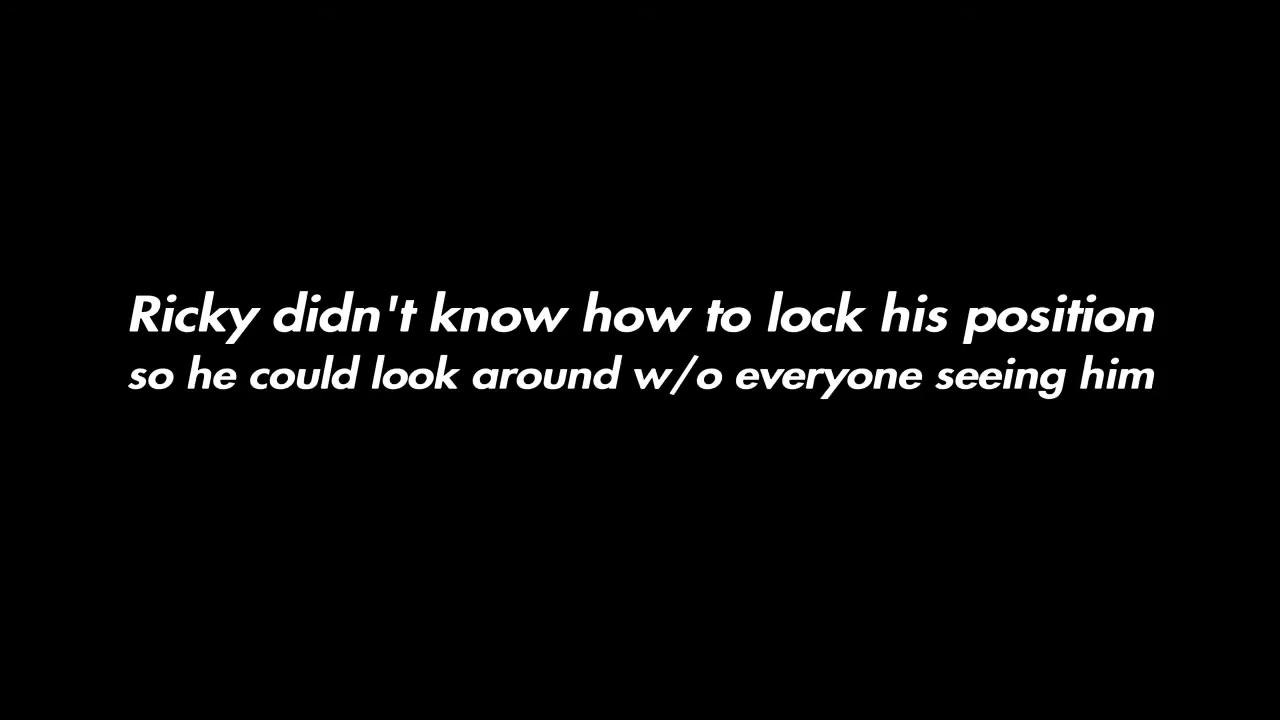 Ricky didn't know how to lock his position
so he could look around w/o everyone seeing him